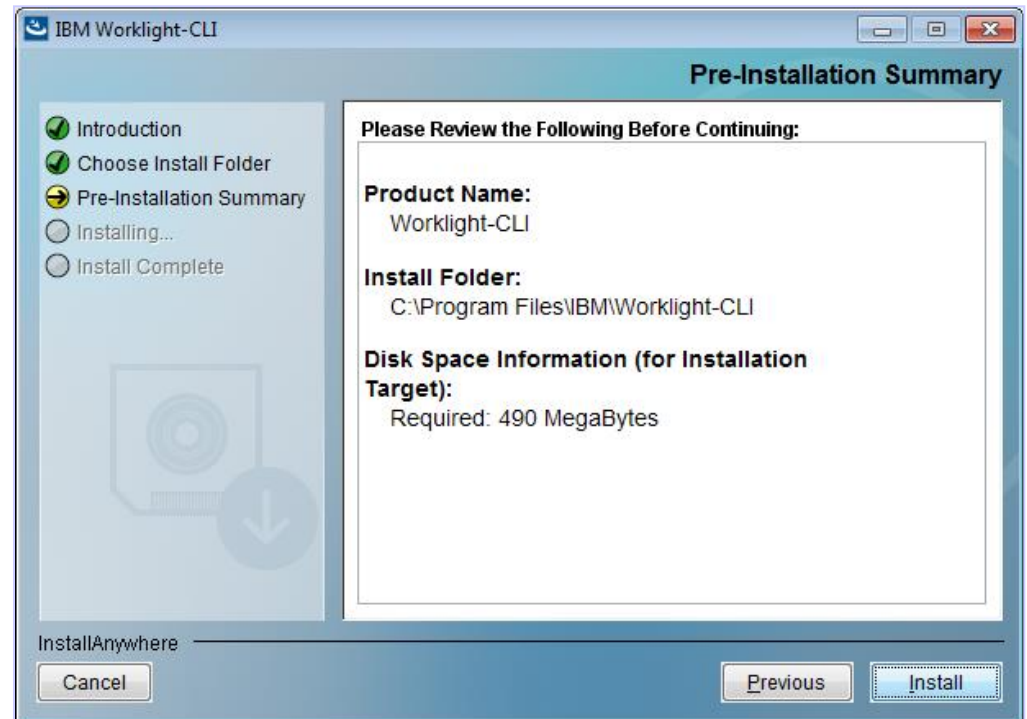 IBM Worklight-CLI
Pre-Installation Summary
Introduction
Choose Install Folder
Pre-Installation Summary
Installing...
Install Complete
Please Review the Following Before Continuing:
Product Name:
Worklight-CLI
Install Folder:
C:\Program Files\IBM\Worklight-CLI
Disk Space Information (for Installation
Target):
Required: 490 MegaBytes
InstallAnywhere
Cancel
Previous
Install